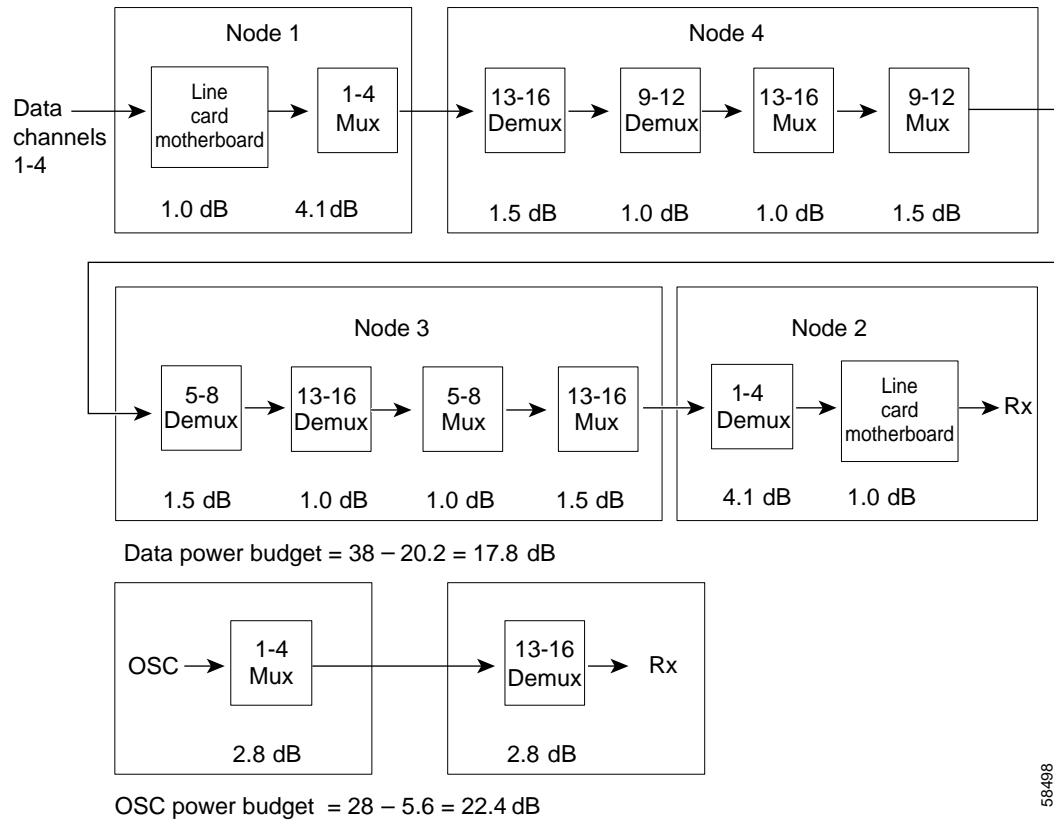 Node 1
Node 4
Data
channels
1-4
Line
card
motherboard
1-4
Mux
13-16
Demux
9-12
Demux
13-16
Mux
9-12
Mux
1.0 dB
4.1 dB
1.5 dB
1.0 dB
1.0 dB
1.5 dB
Node 3
Node 2
5-8
Demux
13-16
Demux
5-8
Mux
13-16
Mux
1-4
Demux
Line
card
motherboard
Rx
1.5 dB
1.0 dB
1.0 dB
1.5 dB
4.1 dB
1.0 dB
Data power budget = 38 – 20.2 = 17.8 dB
OSC
1-4
Mux
13-16
Demux
Rx
2.8 dB
2.8 dB
OSC power budget = 28 – 5.6 = 22.4 dB
58498